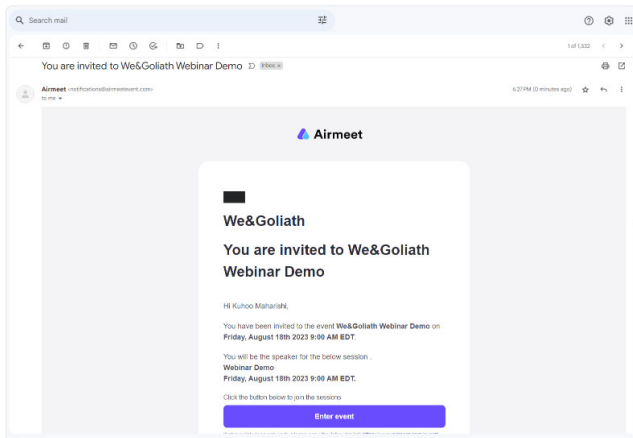 Search mail
1 of 1,532
You are invited to We&Goliath Webinar Demo Inbox ×
Airmeet <notifications@airmeetevent.com> 6:27 PM (0 minutes ago)
to me
Airmeet
We&Goliath
You are invited to We&Goliath
Webinar Demo
Hi Kuhoo Maharishi,
You have been invited to the event We&Goliath Webinar Demo on
Friday, August 18th 2023 9:00 AM EDT.
You will be the speaker for the below session .
Webinar Demo
Friday, August 18th 2023 9:00 AM EDT.
Click the button below to join the sessions
Enter event